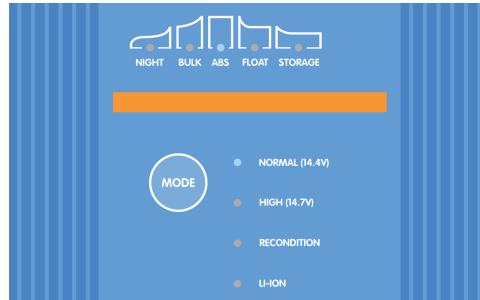 NIGHT BULK ABS FLOAT STORAGE
MODE
NORMAL (14.4V)
HIGH (14.7V)
RECONDITION
LI-ION